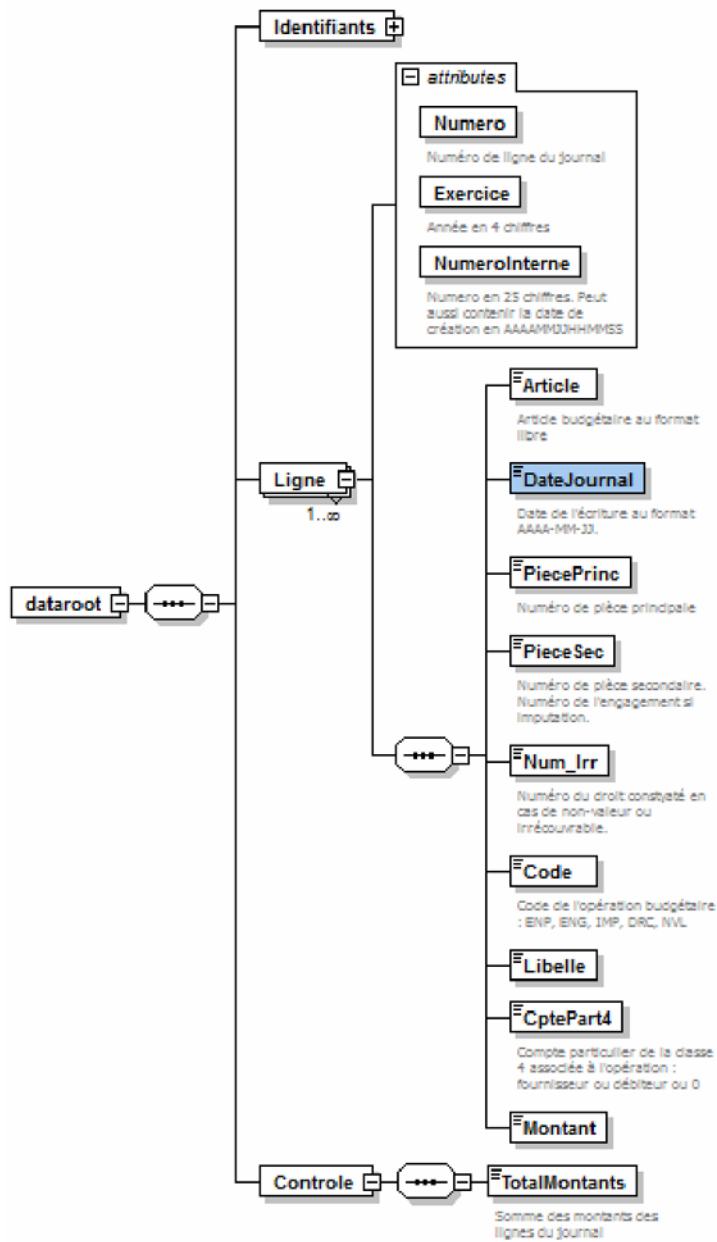 Identifiants
attributes
Numero
Numéro de ligne du journal
Exercice
Année en 4 chiffres
NumeroInterne
Numero en 25 chiffres. Peut
aussi contenir la date de
création en AAAAMMJJHHMMSS
Article
Article budgétaire au format
libre
Ligne
1..∞
DateJournal
Date de l'écriture au format
AAAA-MM-JJ.
PiecePrinc
Numéro de pièce principale
dataroot
PieceSec
Numéro de pièce secondaire.
Numéro de l'engagement si
imputation.
Num_Irr
Numéro du droit constyaté en
cas de non-valeur ou
irrécouvrable.
Code
Code de l'opération budgétaire
: ENP, ENG, IMP, DRC, NVL
Libelle
CptePart4
Compte particulier de la classe
4 associée à l'opération :
fournisseur ou débiteur ou 0
Montant
Controle
TotalMontants
Somme des montants des
lignes du journal